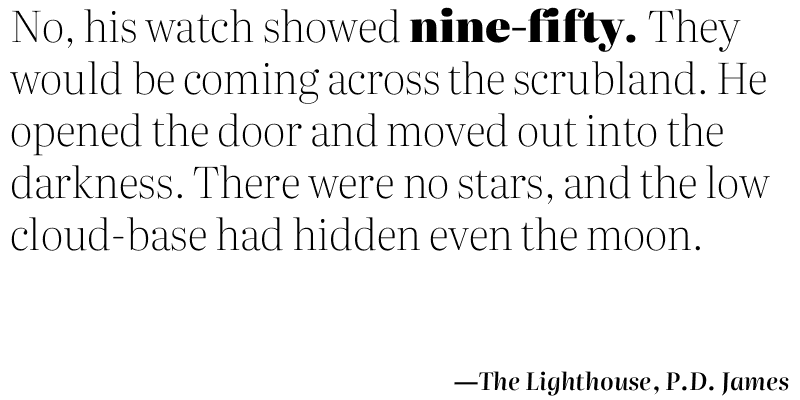 No, his watch showed nine-fifty. They
would be coming across the scrubland. He
opened the door and moved out into the
darkness. There were no stars, and the low
cloud-base had hidden even the moon.
—The Lighthouse, P.D. James